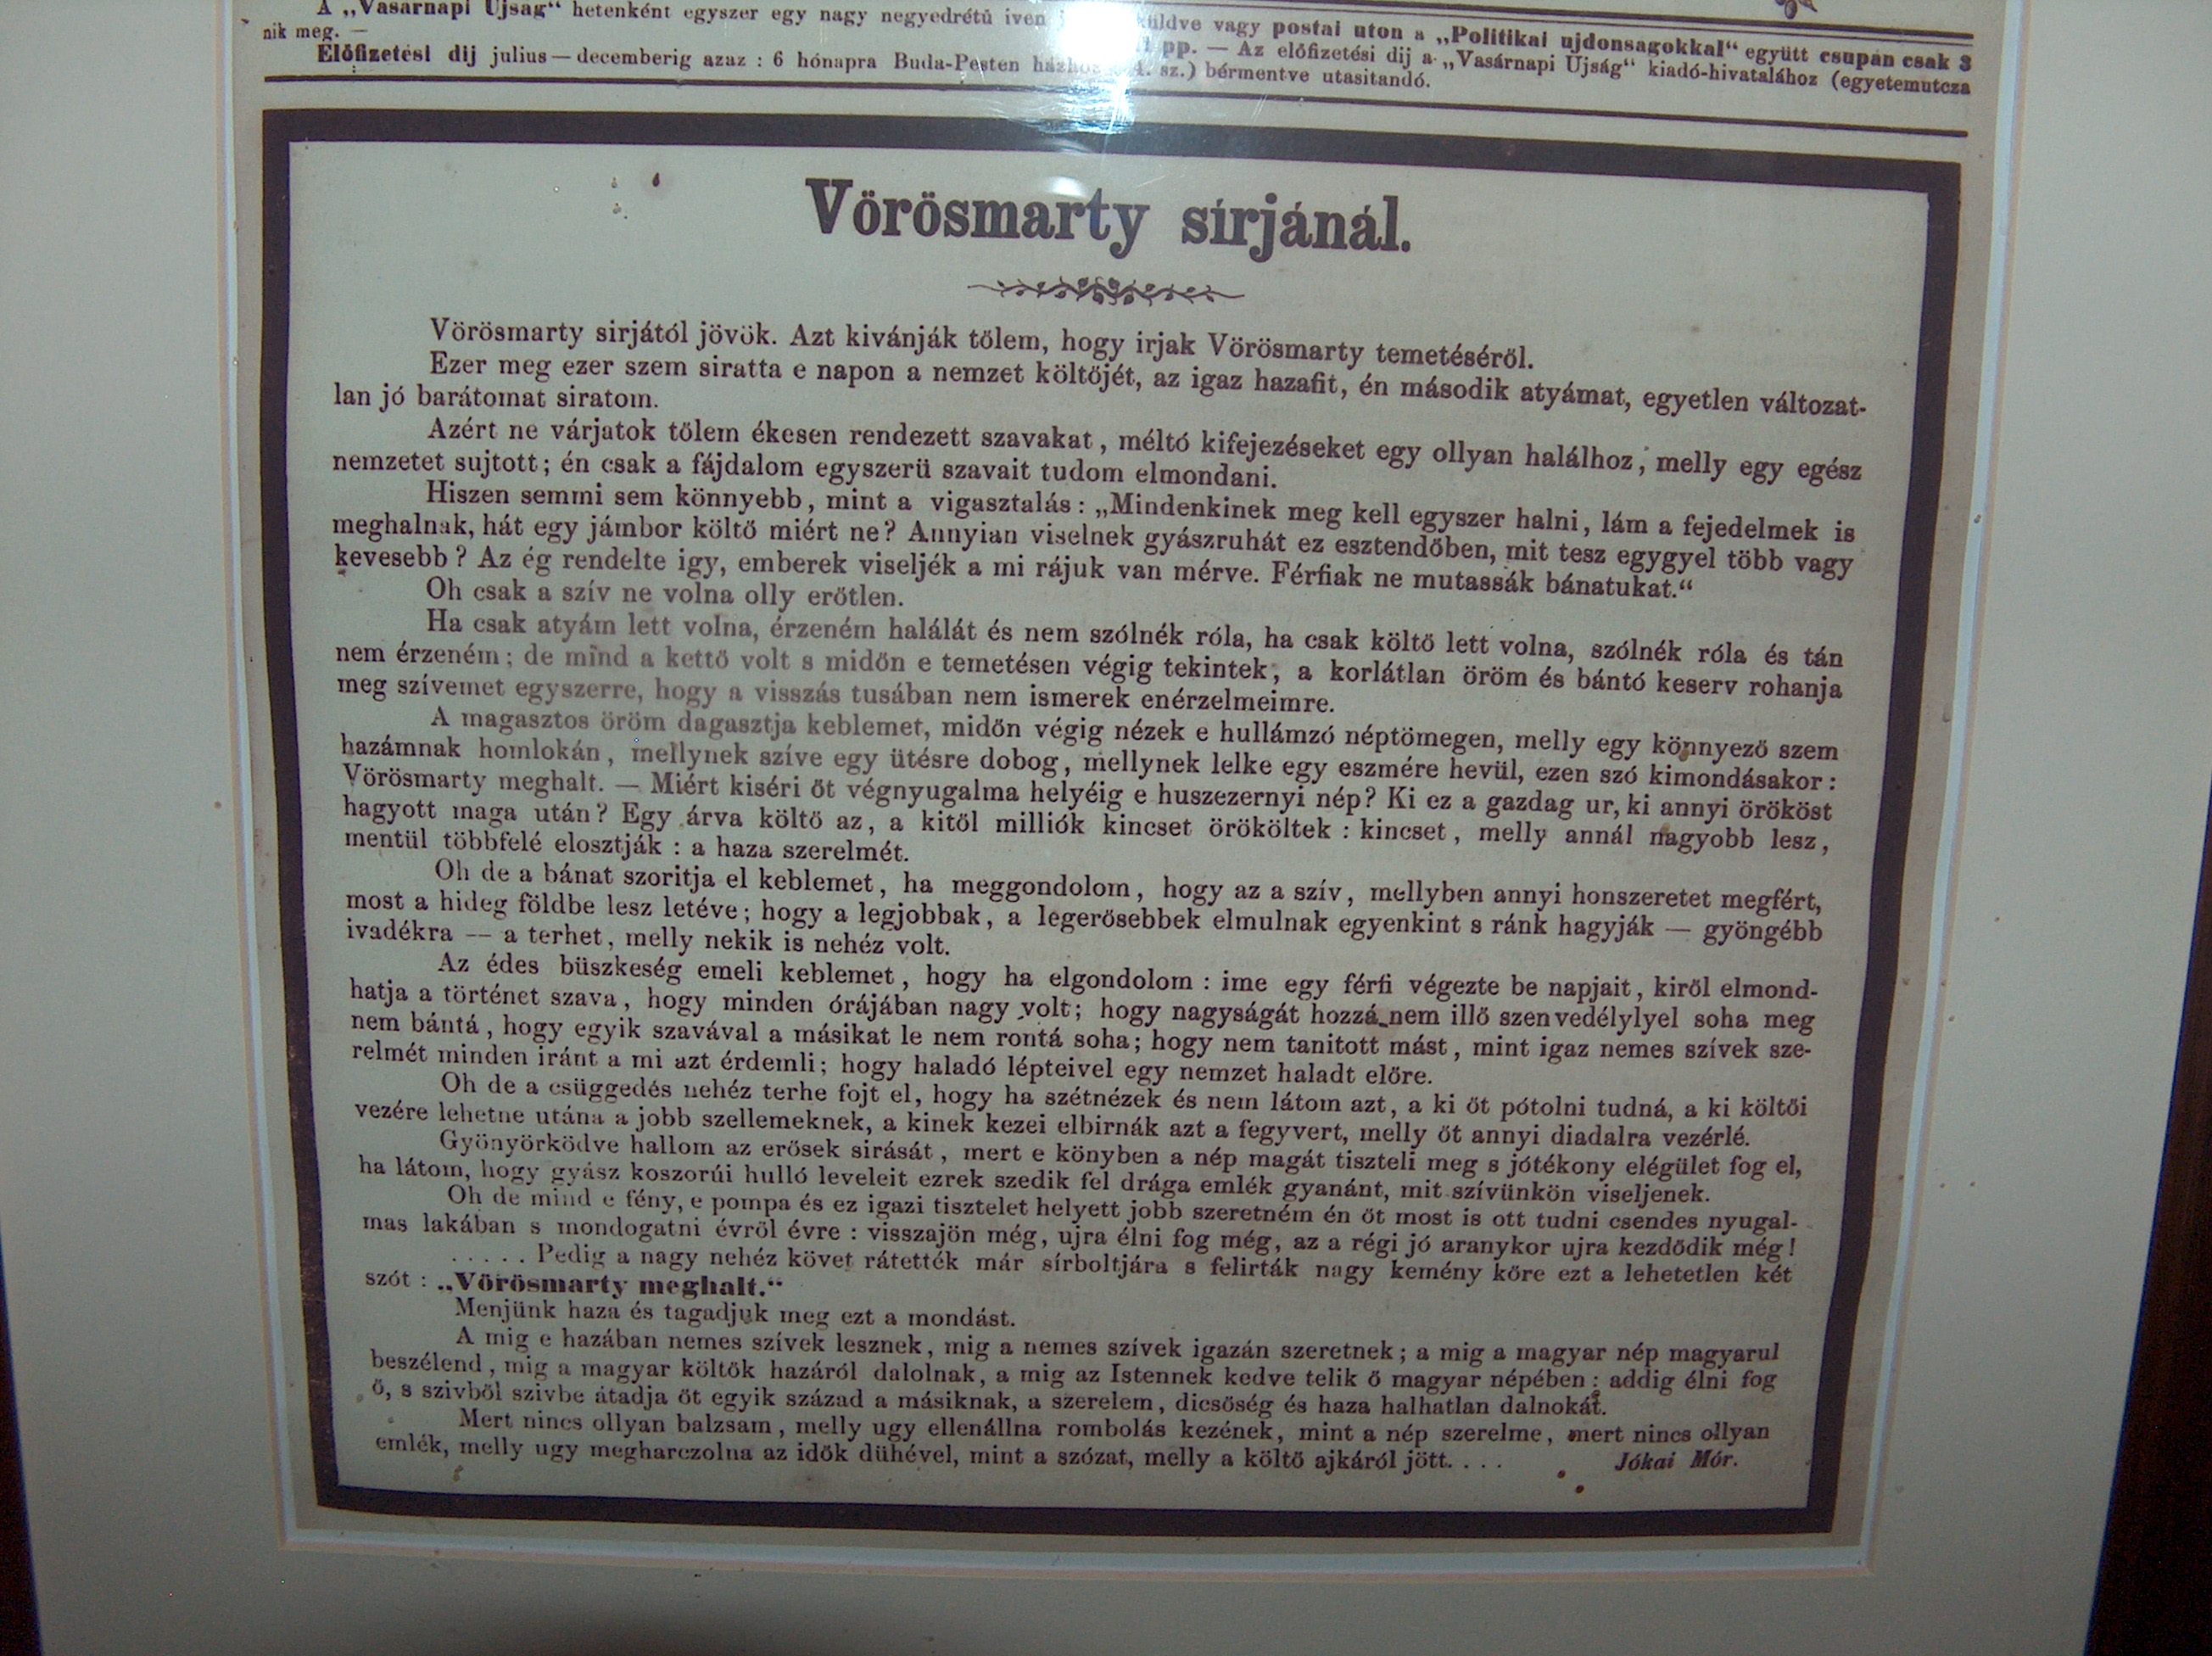 A „Vasárnapi Ujság“ hetenként egyszer egy nagy negyedrétű iven küldve vagy postai uton a „Politikai ujdonságokkal“ együtt csupán csak 3
nik meg. —
Előfizetési dij julius — decemberig azaz : 6 hónapra Buda-Pesten pp. — Az előfizetési dij a „Vasárnapi Ujság“ kiadó-hivatalához (egyetemutcza
sz.) bérmentve utasitandó.
Vörösmarty sírjánál.
Vörösmarty sirjától jövök. Azt kivánják tőlem, hogy irjak Vörösmarty temetéséről.
Ezer meg ezer szem siratta e napon a nemzet költőjét, az igaz hazafit, én második atyámat, egyetlen változat-
lan jó barátomat siratom.
Azért ne várjatok tőlem ékesen rendezett szavakat, méltó kifejezéseket egy ollyan halálhoz, melly egy egész
nemzetet sujtott; én csak a fájdalom egyszerü szavait tudom elmondani.
Hiszen semmi sem könnyebb, mint a vigasztalás : „Mindenkinek meg kell egyszer halni, lám a fejedelmek is
meghalnak, hát egy jámbor költő miért ne? Annyian viselnek gyászruhát ez esztendőben, mit tesz egygyel több vagy
kevesebb? Az ég rendelte igy, emberek viseljék a mi rájuk van mérve. Férfiak ne mutassák bánatukat.“
Oh csak a szív ne volna olly erőtlen.
Ha csak atyám lett volna, érzeném halálát és nem szólnék róla, ha csak költő lett volna, szólnék róla és tán
nem érzeném; de mind a kettő volt s midőn e temetésen végig tekintek, a korlátlan öröm és bántó keserv rohanja
meg szívemet egyszerre, hogy a visszás tusában nem ismerek enérzelmeimre.
A magasztos öröm dagasztja keblemet, midőn végig nézek e hullámzó néptömegen, melly egy könnyező szem
hazámnak homlokán, mellynek szíve egy ütésre dobog, mellynek lelke egy eszmére hevül, ezen szó kimondásakor :
Vörösmarty meghalt. — Miért kiséri őt végnyugalma helyéig e huszezernyi nép? Ki ez a gazdag ur, ki annyi örököst
hagyott maga után? Egy árva költő az, a kitől milliók kincset örököltek : kincset, melly annál nagyobb lesz,
mentül többfelé elosztják : a haza szerelmét.
Oh de a bánat szoritja el keblemet, ha meggondolom, hogy az a szív, mellyben annyi honszeretet megfért,
most a hideg földbe lesz letéve; hogy a legjobbak, a legerősebbek elmulnak egyenkint s ránk hagyják — gyöngébb
ivadékra — a terhet, melly nekik is nehéz volt.
Az édes büszkeség emeli keblemet, hogy ha elgondolom : ime egy férfi végezte be napjait, kiről elmond-
hatja a történet szava, hogy minden órájában nagy volt; hogy nagyságát hozzá nem illő szenvedélylyel soha meg
nem bántá, hogy egyik szavával a másikat le nem rontá soha; hogy nem tanitott mást, mint igaz nemes szívek sze-
relmét minden iránt a mi azt érdemli; hogy haladó lépteivel egy nemzet haladt előre.
Oh de a csüggedés nehéz terhe fojt el, hogy ha szétnézek és nem látom azt, a ki őt pótolni tudná, a ki költői
vezére lehetne utána a jobb szellemeknek, a kinek kezei elbirnák azt a fegyvert, melly őt annyi diadalra vezérlé.
Gyönyörködve hallom az erősek sirását, mert e könyben a nép magát tiszteli meg s jótékony elégület fog el,
ha látom, hogy gyász koszorúi hulló leveleit ezrek szedik fel drága emlék gyanánt, mit szívünkön viseljenek.
Oh de mind e fény, e pompa és ez igazi tisztelet helyett jobb szeretném én őt most is ott tudni csendes nyugal-
mas lakában s mondogatni évről évre : visszajön még, ujra élni fog még, az a régi jó aranykor ujra kezdődik még!
. . . . . Pedig a nagy nehéz követ rátették már sírboltjára s felirták nagy kemény kőre ezt a lehetetlen két
szót : „Vörösmarty meghalt.“
Menjünk haza és tagadjuk meg ezt a mondást.
A mig e hazában nemes szívek lesznek, mig a nemes szívek igazán szeretnek; a mig a magyar nép magyarul
beszélend, mig a magyar költők hazáról dalolnak, a mig az Istennek kedve telik ő magyar népében : addig élni fog
ő, s szivből szivbe átadja őt egyik század a másiknak, a szerelem, dicsőség és haza halhatlan dalnokát.
Mert nincs ollyan balzsam, melly ugy ellenállna rombolás kezének, mint a nép szerelme, mert nincs ollyan
emlék, melly ugy megharczolna az idők dühével, mint a szózat, melly a költő ajkáról jött. . . .
Jókai Mór.